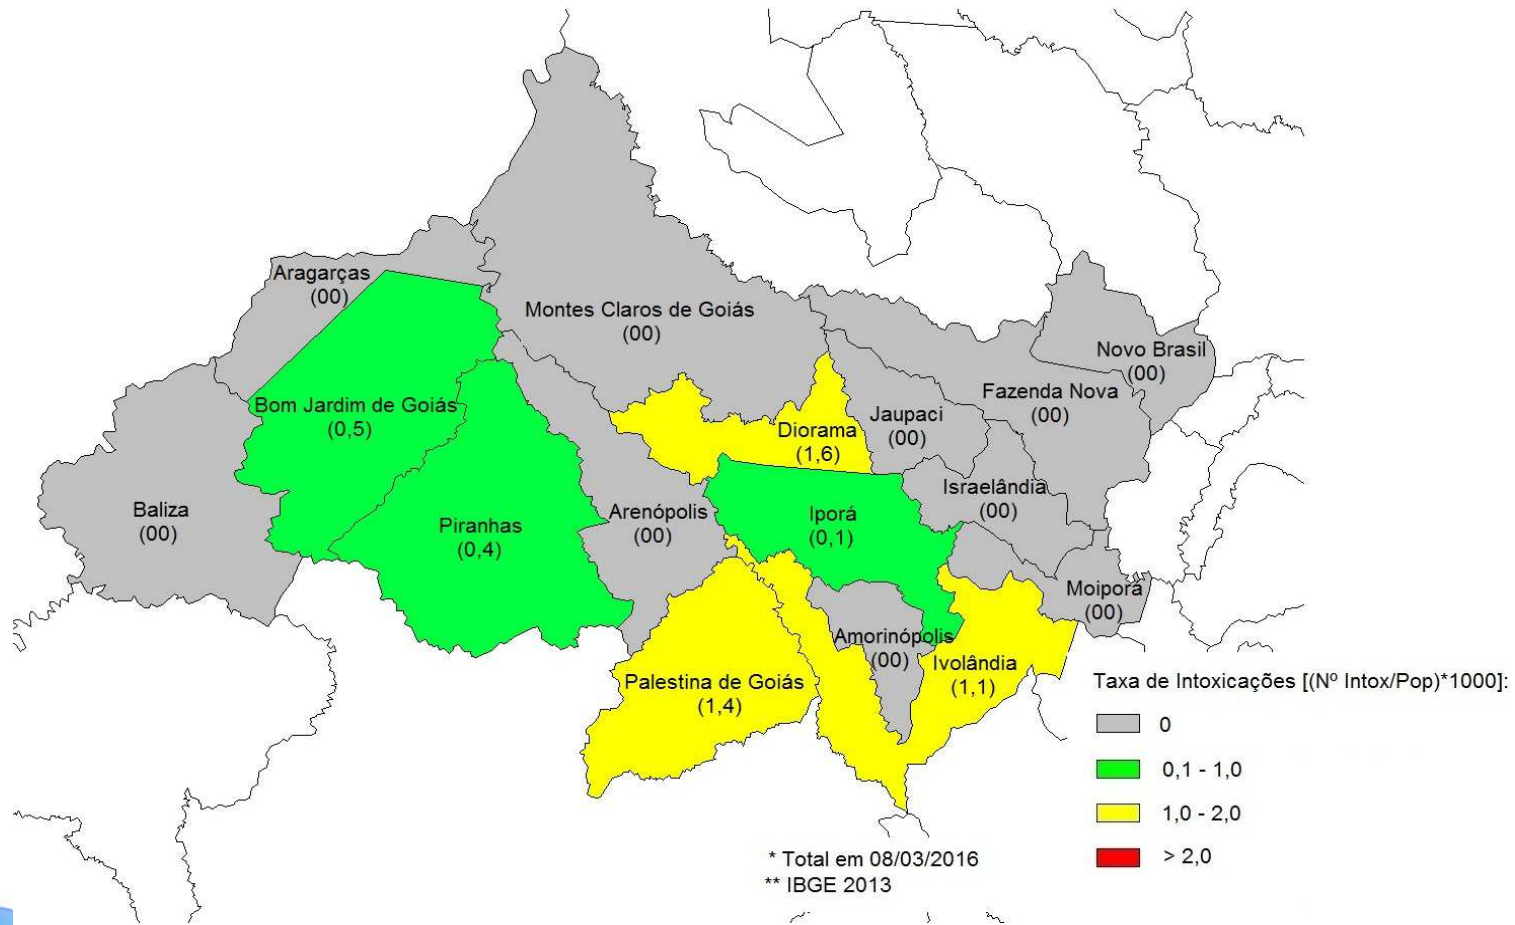 Aragarças
(00)
Montes Claros de Goiás
(00)
Novo Brasil
(00)
Fazenda Nova
(00)
Bom Jardim de Goiás
(0,5)
Jaupaci
(00)
Diorama
(1,6)
Israelândia
(00)
Baliza
(00)
Piranhas
(0,4)
Arenópolis
(00)
Iporá
(0,1)
Moiporá
(00)
Amorinópolis
(00)
Ivolândia
(1,1)
Palestina de Goiás
(1,4)
Taxa de Intoxicações [(Nº Intox/Pop)*1000]:
0
0,1 - 1,0
1,0 - 2,0
> 2,0
* Total em 08/03/2016
** IBGE 2013